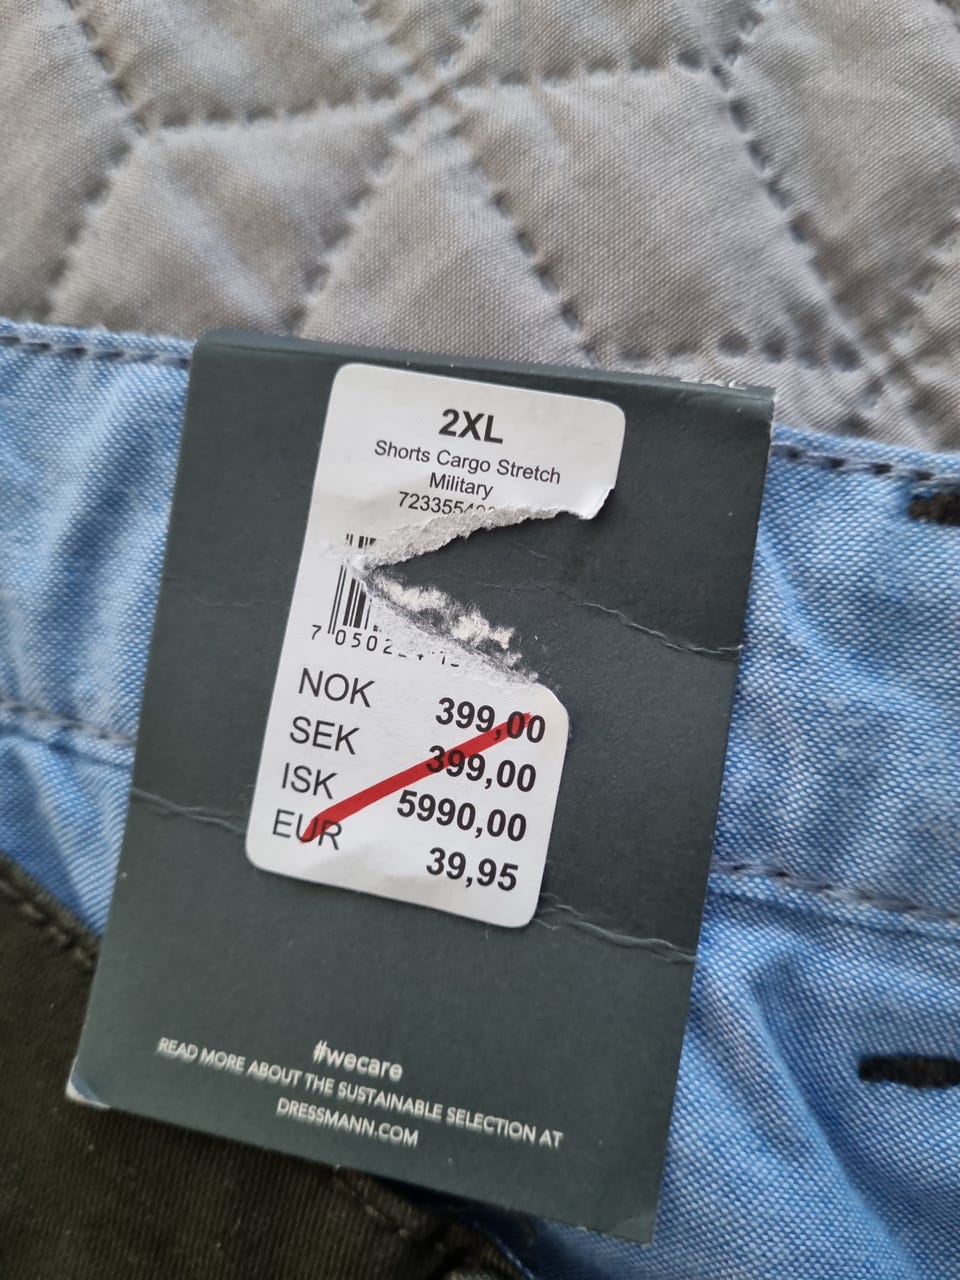 2XL
Shorts Cargo Stretch
Military
NOK 399,00
SEK 399,00
ISK 5990,00
EUR 39,95
#wecare
READ MORE ABOUT THE SUSTAINABLE SELECTION AT
DRESSMANN.COM